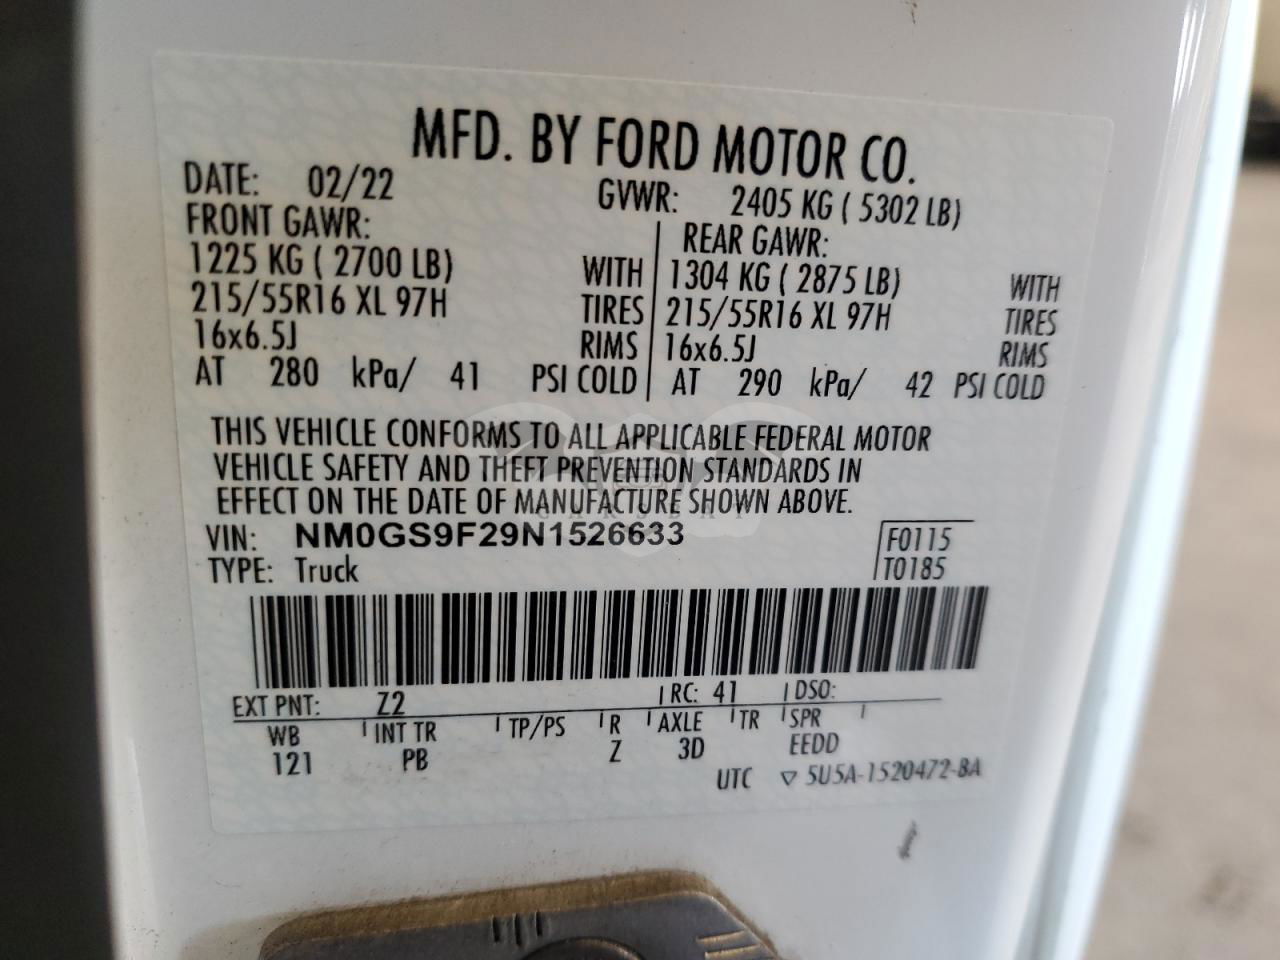 MFD. BY FORD MOTOR CO.
DATE: 02/22 GVWR: 2405 KG ( 5302 LB)
FRONT GAWR: REAR GAWR:
1225 KG ( 2700 LB) WITH 1304 KG ( 2875 LB) WITH
215/55R16 XL 97H TIRES 215/55R16 XL 97H TIRES
16x6.5J RIMS 16x6.5J RIMS
AT 280 kPa/ 41 PSI COLD AT 290 kPa/ 42 PSI COLD
THIS VEHICLE CONFORMS TO ALL APPLICABLE FEDERAL MOTOR
VEHICLE SAFETY AND THEFT PREVENTION STANDARDS IN
EFFECT ON THE DATE OF MANUFACTURE SHOWN ABOVE.
VIN: NM0GS9F29N1526633 F0115
TYPE: Truck T0185
EXT PNT: Z2 RC: 41 DSO:
WB INT TR TP/PS R AXLE TR SPR
121 PB Z 3D EEDD
UTC ▽ 5U5A-1520472-BA